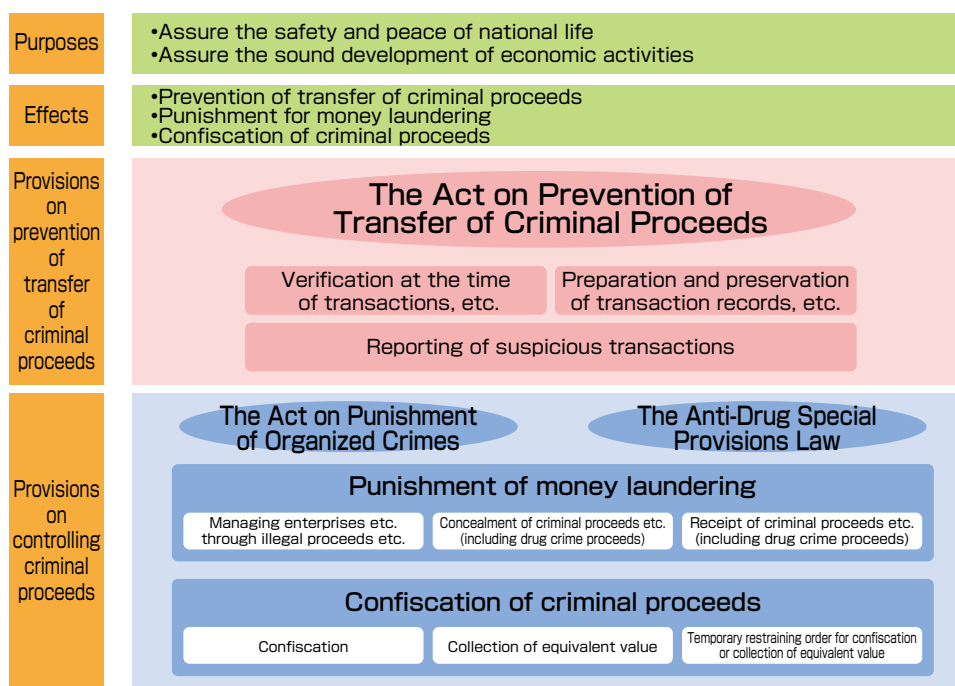 Purposes
•Assure the safety and peace of national life
•Assure the sound development of economic activities
Effects
•Prevention of transfer of criminal proceeds
•Punishment for money laundering
•Confiscation of criminal proceeds
Provisions
on
prevention
of
transfer
of
criminal
proceeds
The Act on Prevention of
Transfer of Criminal Proceeds
Verification at the time
of transactions, etc.
Preparation and preservation
of transaction records, etc.
Reporting of suspicious transactions
Provisions
on
controlling
criminal
proceeds
The Act on Punishment
of Organized Crimes
The Anti-Drug Special
Provisions Law
Punishment of money laundering
Managing enterprises etc.
through illegal proceeds etc.
Concealment of criminal proceeds etc.
(including drug crime proceeds)
Receipt of criminal proceeds etc.
(including drug crime proceeds)
Confiscation of criminal proceeds
Confiscation
Collection of equivalent value
Temporary restraining order for confiscation
or collection of equivalent value